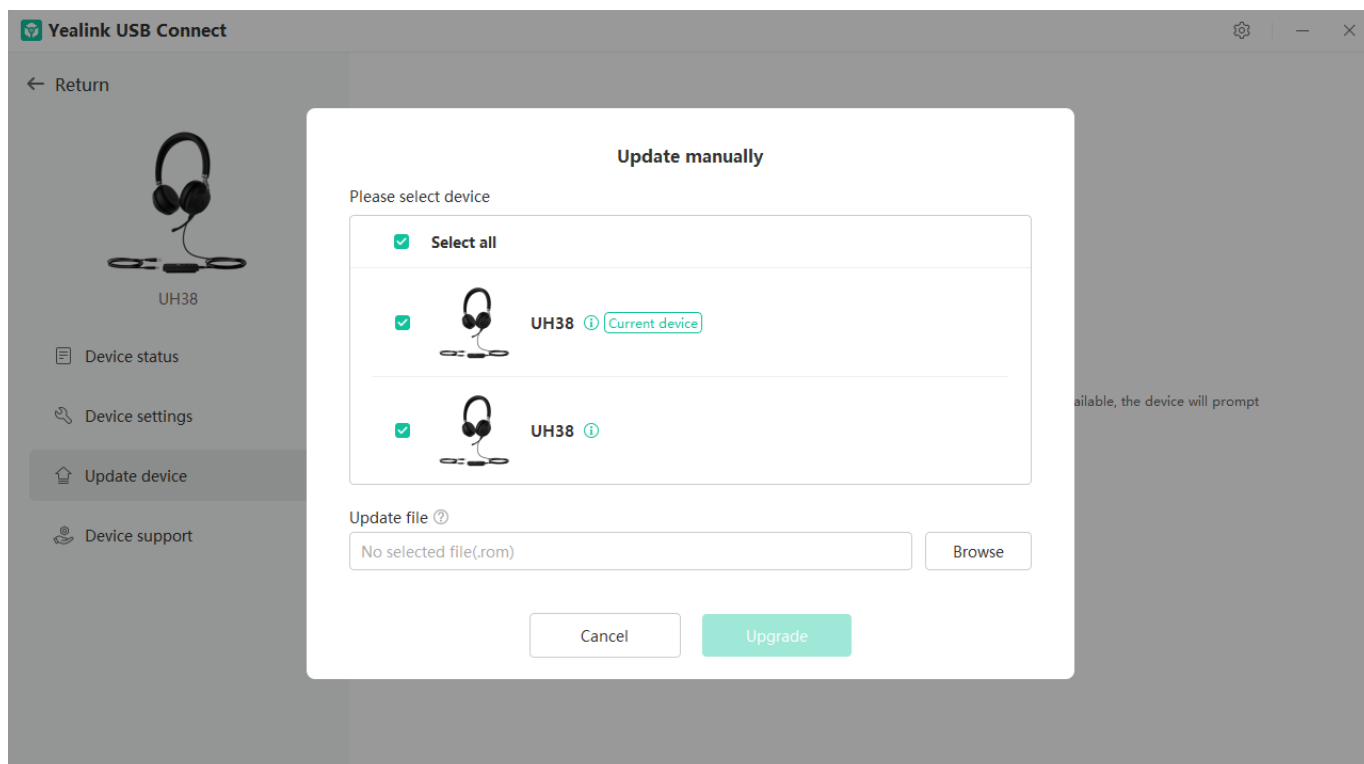 Yealink USB Connect
Return
UH38
Device status
Device settings
Update device
Device support
Update manually
Please select device
Select all
UH38 Current device
UH38
Update file
No selected file(.rom)
Browse
Cancel
Upgrade
the device will prompt